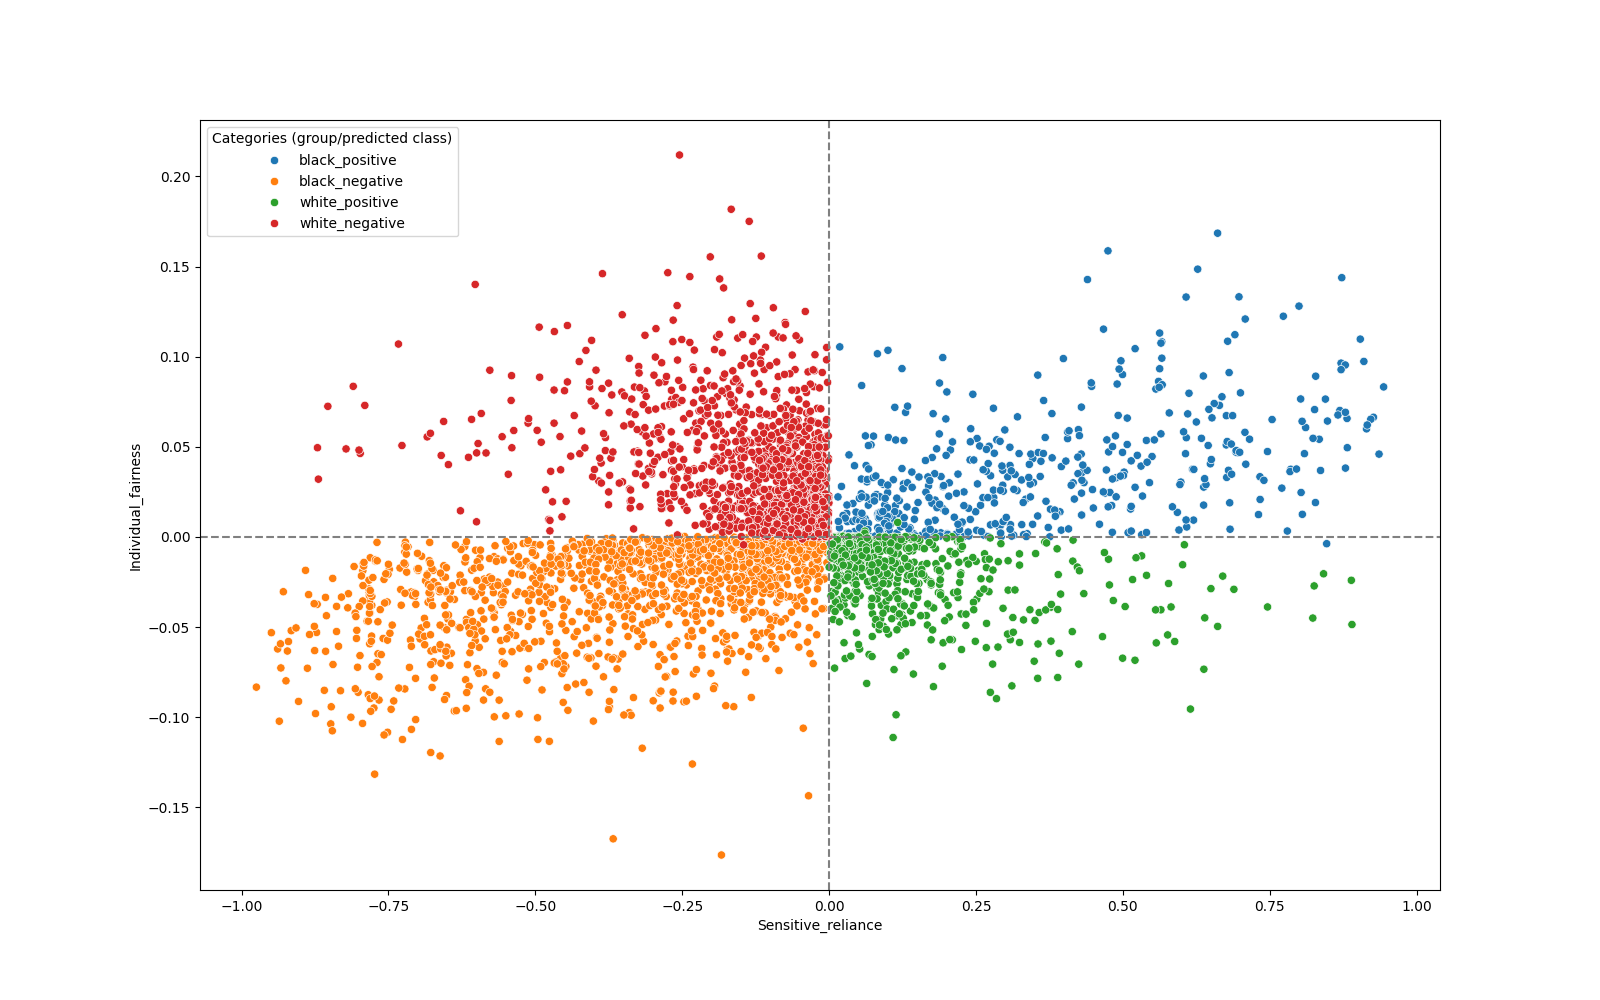 Categories (group/predicted class)
black_positive
black_negative
white_positive
white_negative
0.20
0.15
0.10
0.05
0.00
−0.05
−0.10
−0.15
Individual_fairness
−1.00
−0.75
−0.50
−0.25
0.00
0.25
0.50
0.75
1.00
Sensitive_reliance